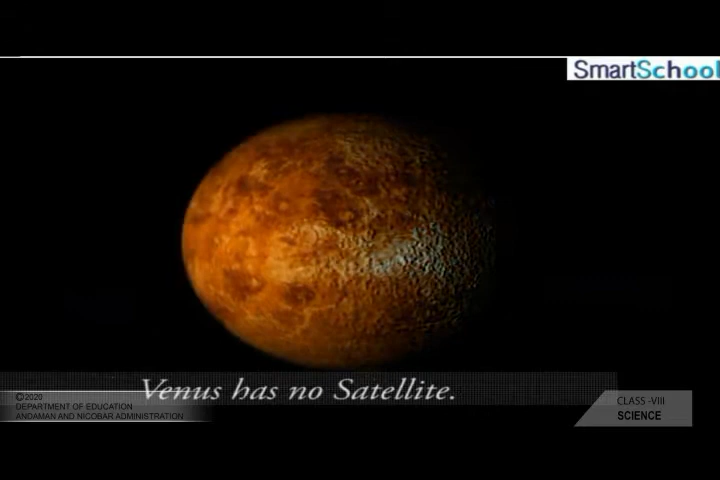 SmartSchool
Venus has no Satellite.
©2020
DEPARTMENT OF EDUCATION
ANDAMAN AND NICOBAR ADMINISTRATION
CLASS -VIII
SCIENCE